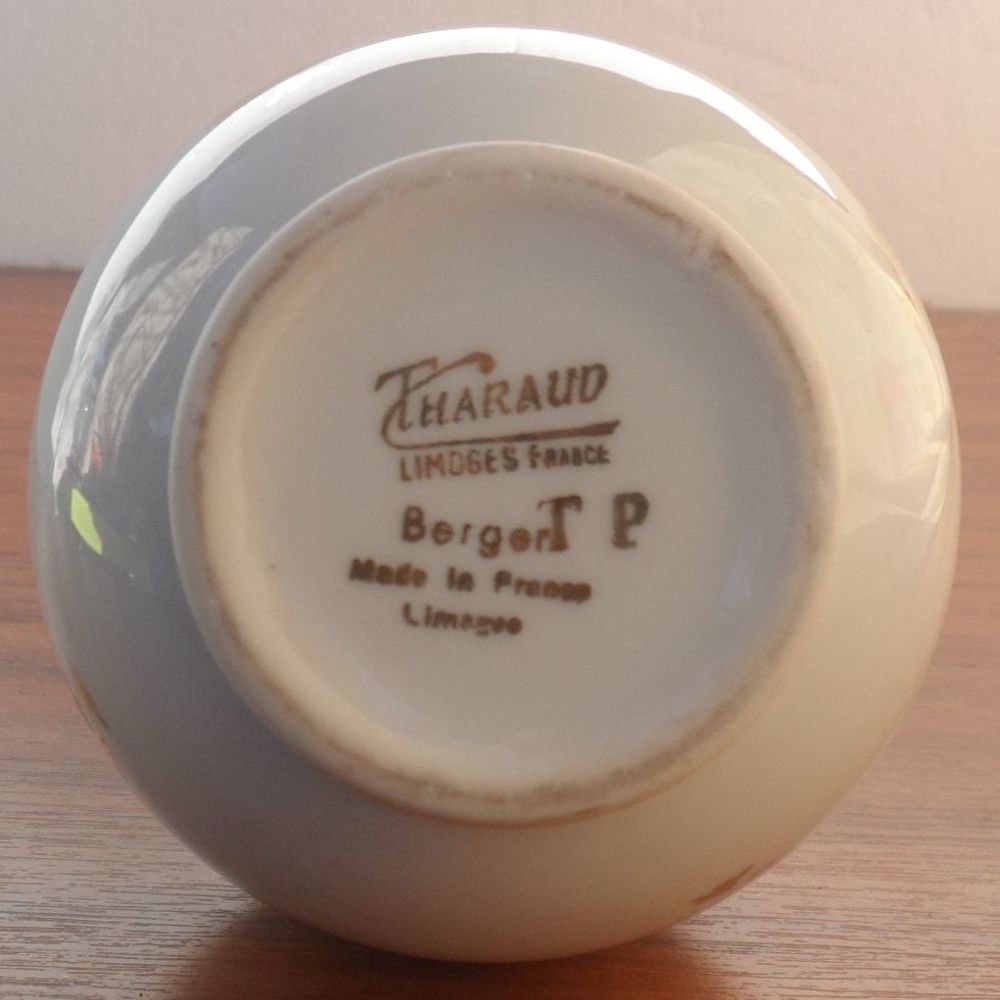 THARAUD
LIMOGES FRANCE
Berger T P
Made in France
Limoges